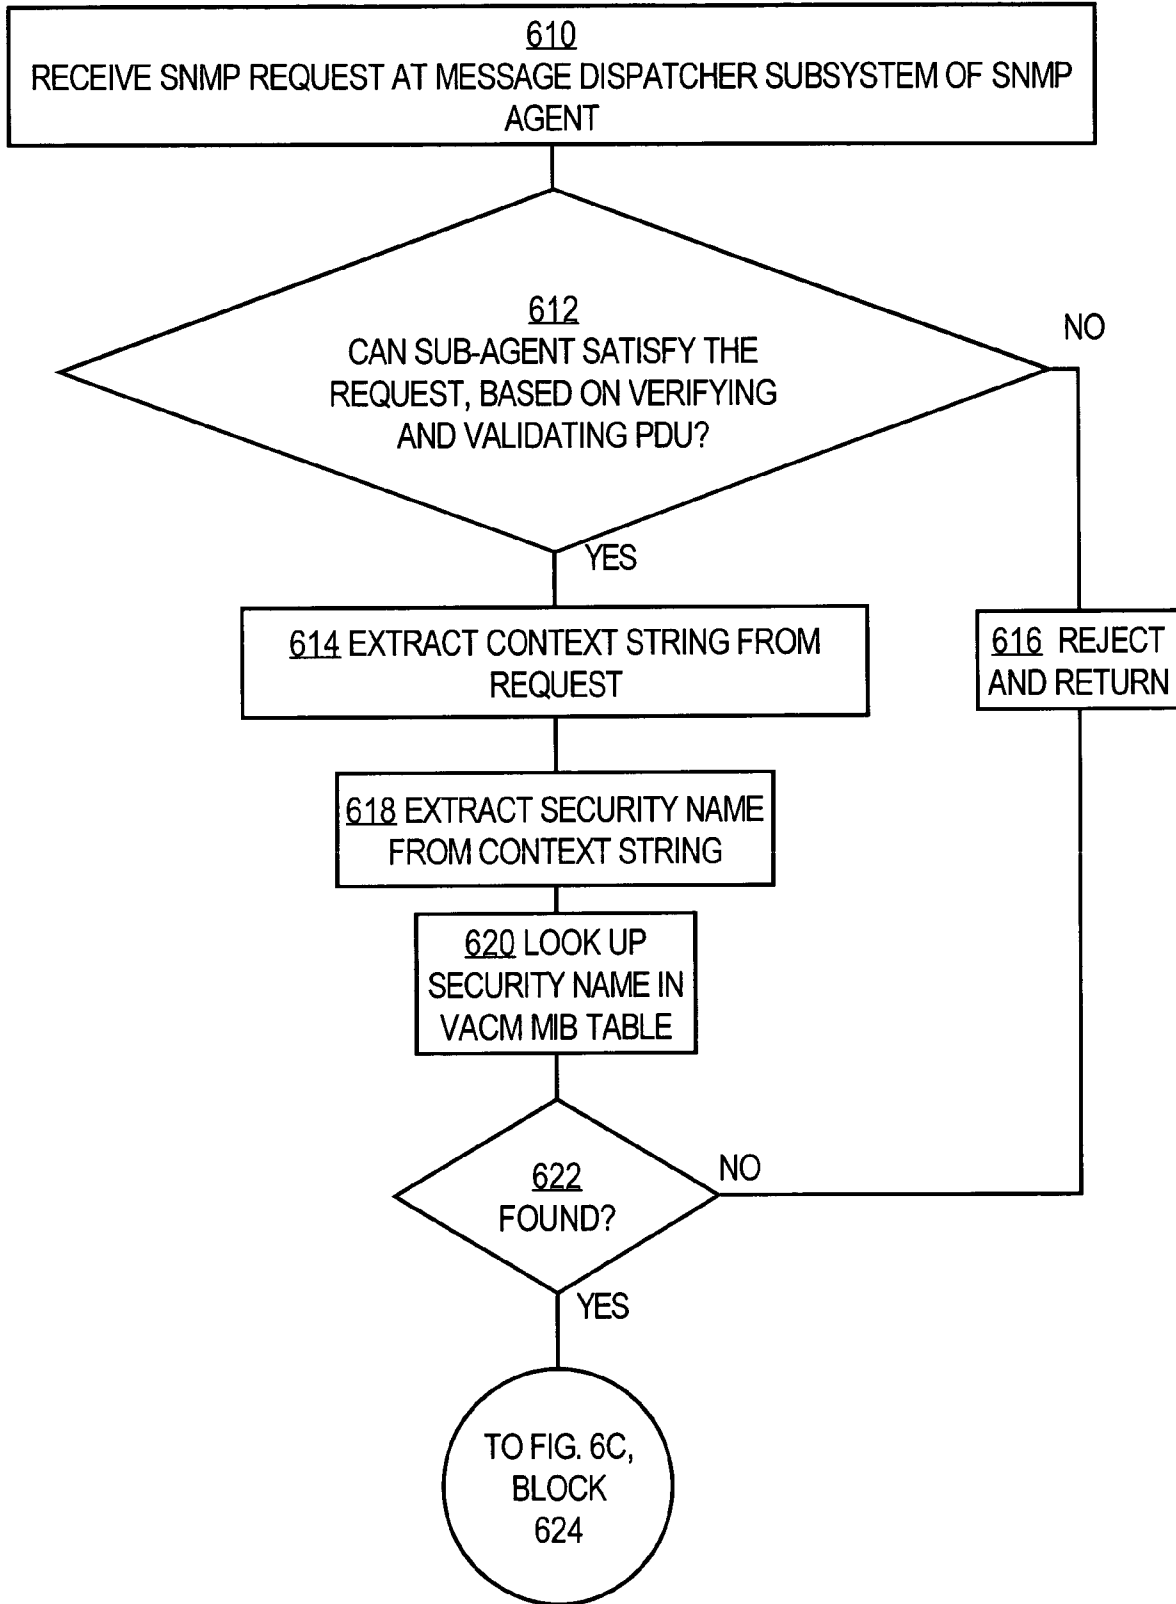 610
RECEIVE SNMP REQUEST AT MESSAGE DISPATCHER SUBSYSTEM OF SNMP
AGENT
612
CAN SUB-AGENT SATISFY THE
REQUEST, BASED ON VERIFYING
AND VALIDATING PDU?
NO
YES
614 EXTRACT CONTEXT STRING FROM
REQUEST
616 REJECT
AND RETURN
618 EXTRACT SECURITY NAME
FROM CONTEXT STRING
620 LOOK UP
SECURITY NAME IN
VACM MIB TABLE
622
FOUND?
NO
YES
TO FIG. 6C,
BLOCK
624